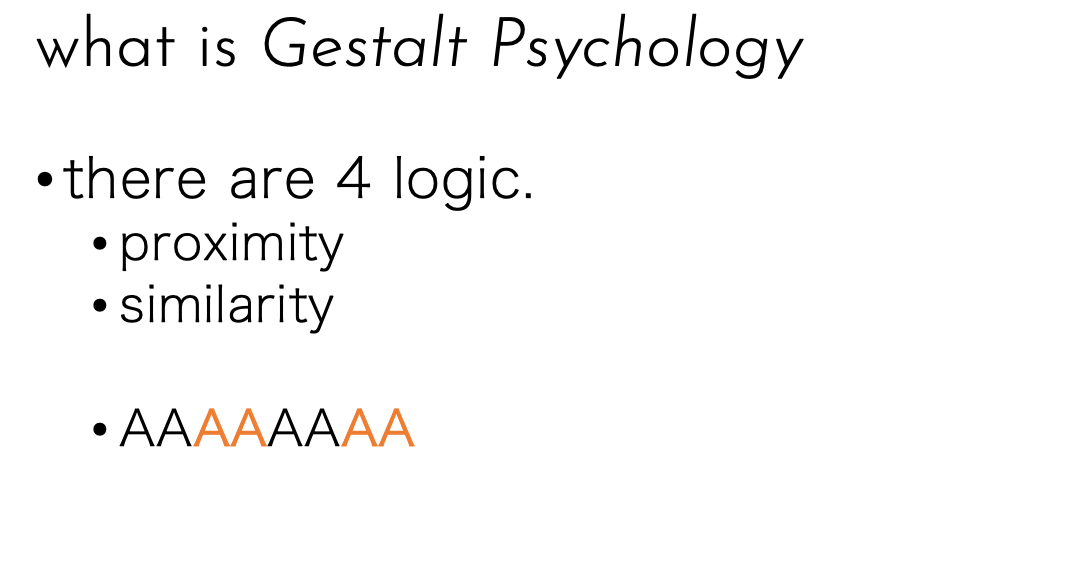 what is Gestalt Psychology
•there are 4 logic.
•proximity
•similarity
•AAAAAAAA